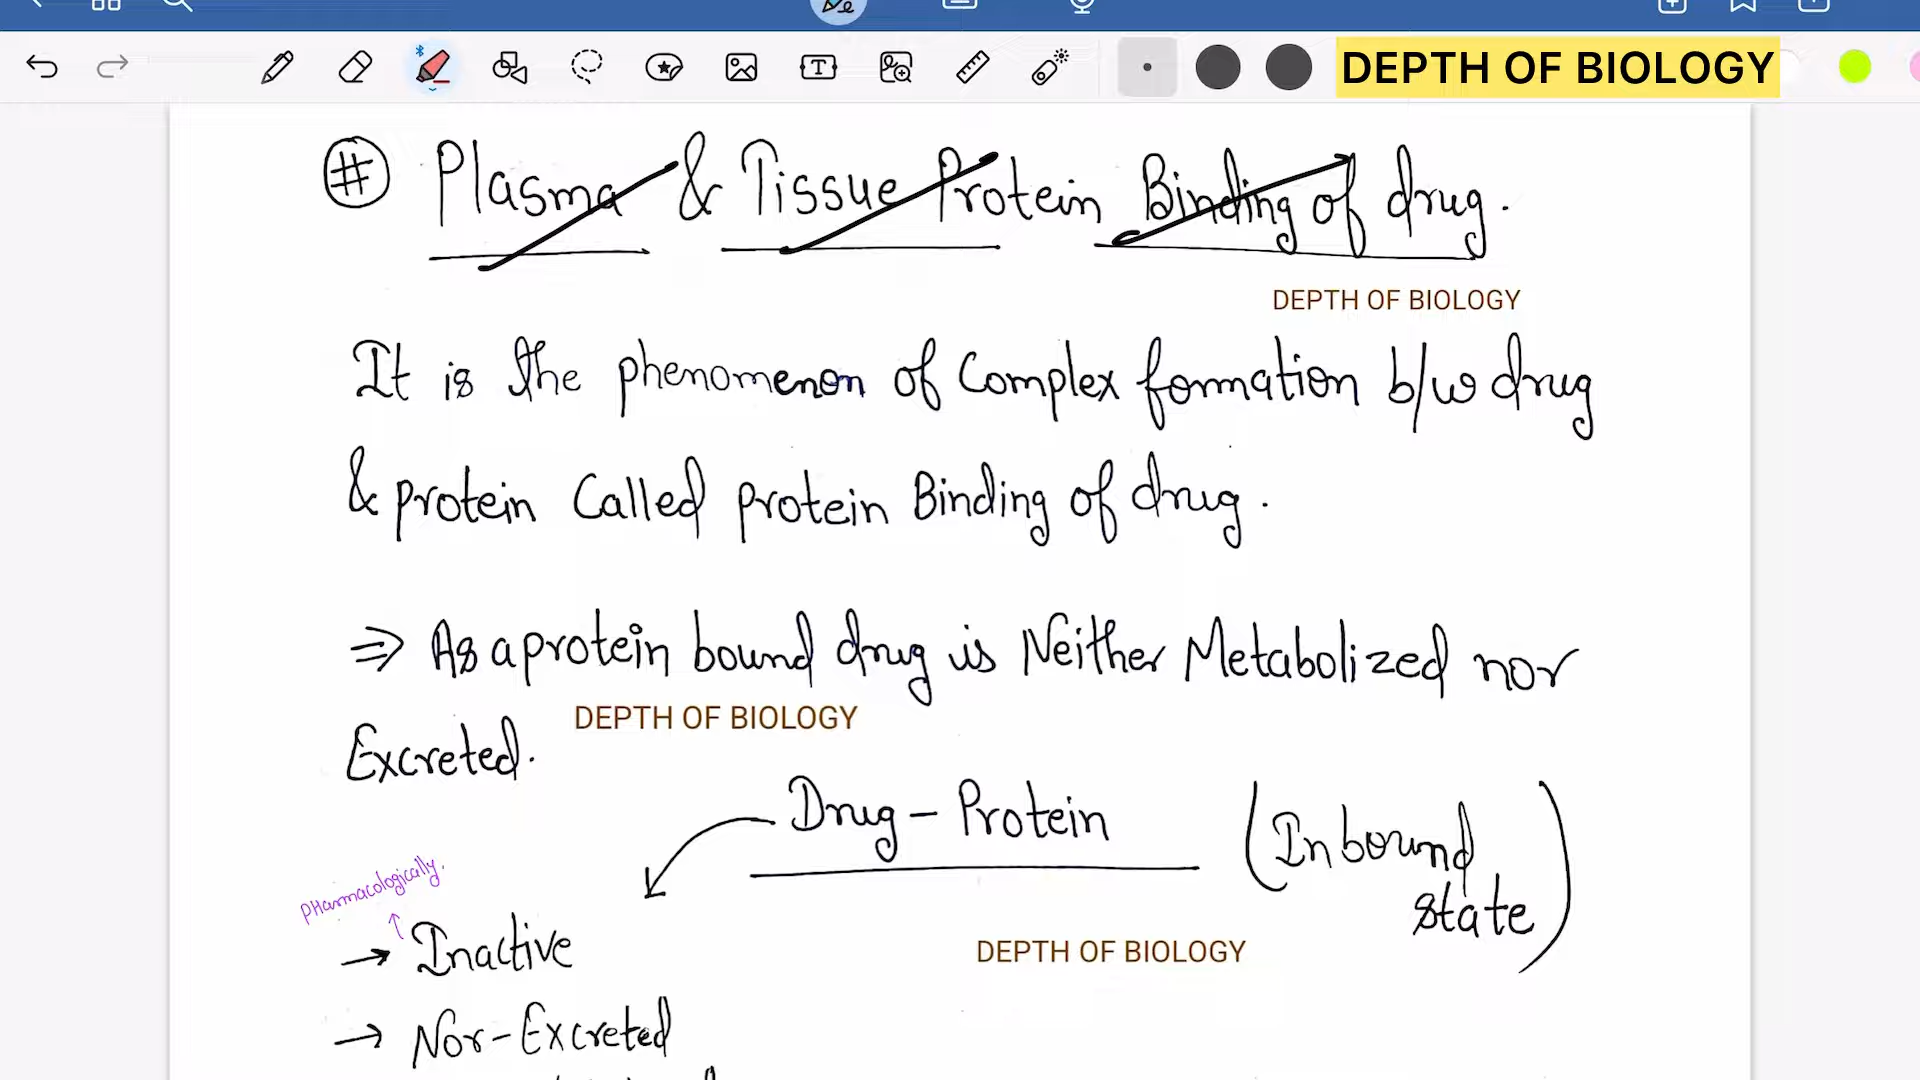 DEPTH OF BIOLOGY
# Plasma & Tissue Protein Binding of drug.
DEPTH OF BIOLOGY
It is the phenomenon of Complex formation b/w drug
& protein Called protein Binding of drug.
⇒ As a protein bound drug is Neither Metabolized nor
Excreted.
DEPTH OF BIOLOGY
Drug - Protein (In bound
state)
pharmacologically.
↑
→ Inactive
DEPTH OF BIOLOGY
→ Nor-Excreted